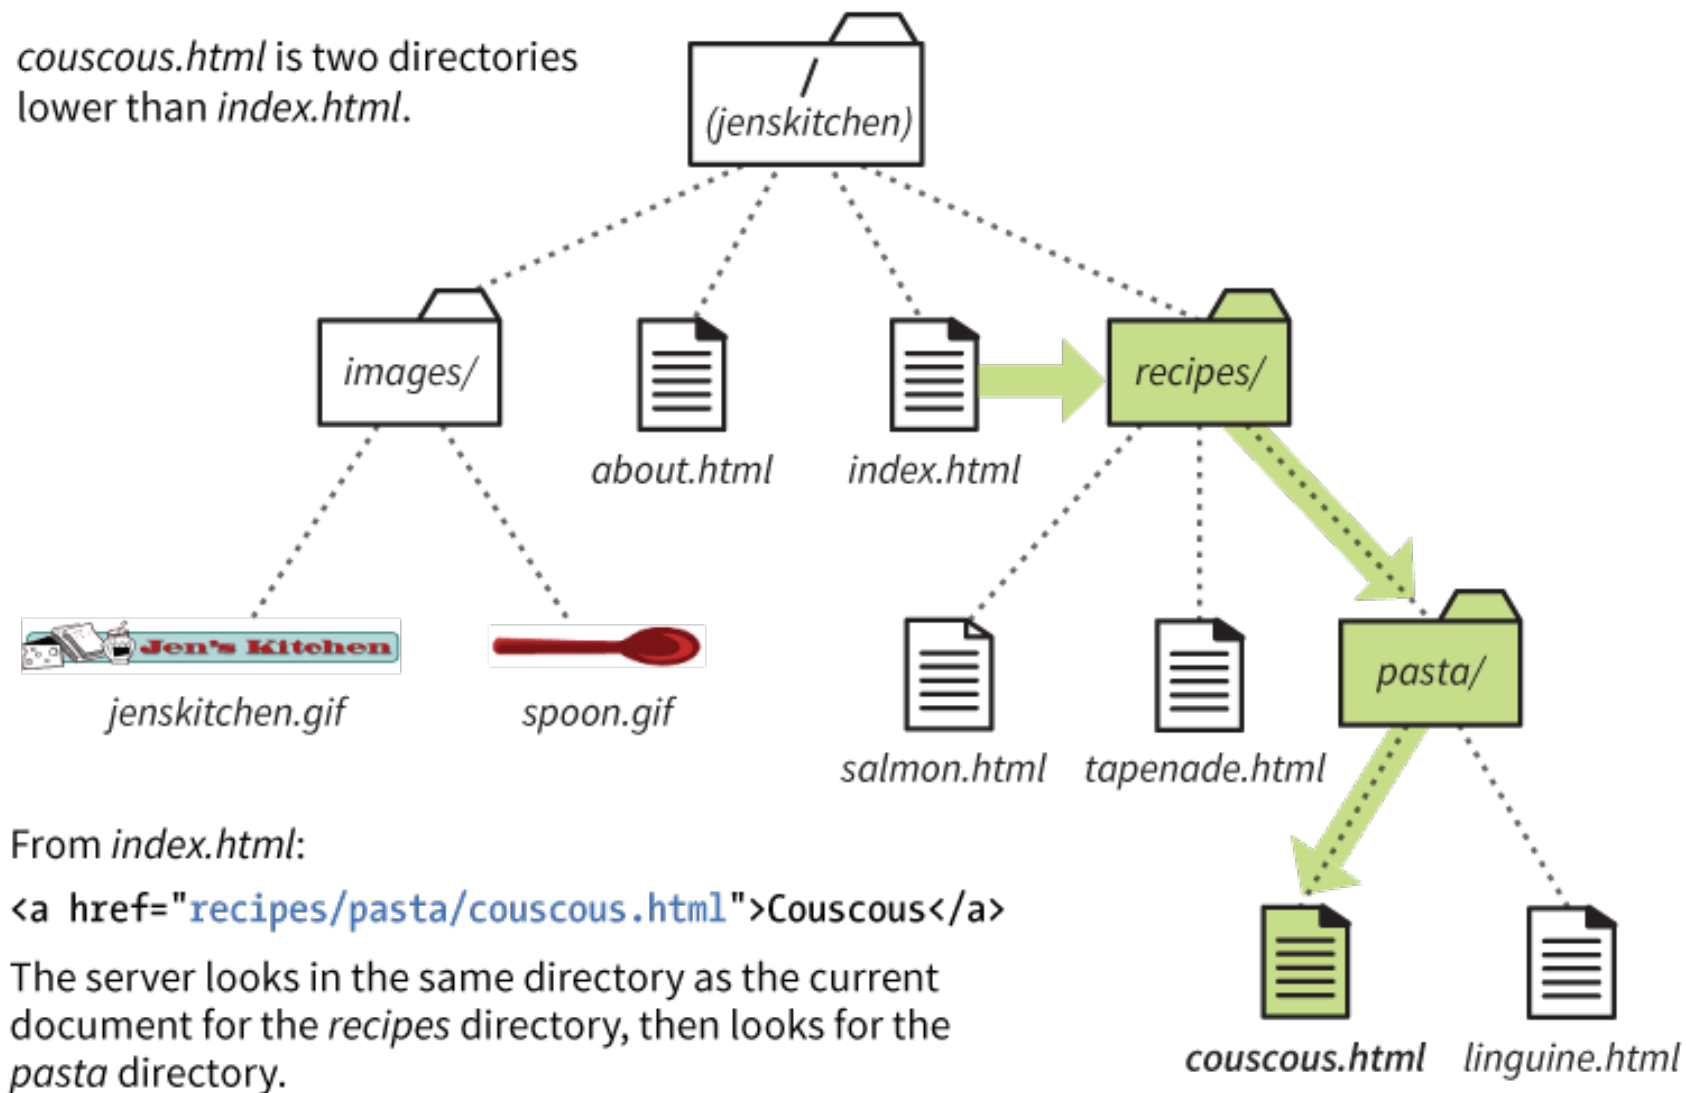 couscous.html is two directories
lower than index.html.
/
(jenskitchen)
images/
about.html
index.html
recipes/
Jen's Kitchen
jenskitchen.gif
spoon.gif
salmon.html
tapenade.html
pasta/
couscous.html
linguine.html
From index.html:
<a href="recipes/pasta/couscous.html">Couscous</a>
The server looks in the same directory as the current
document for the recipes directory, then looks for the
pasta directory.